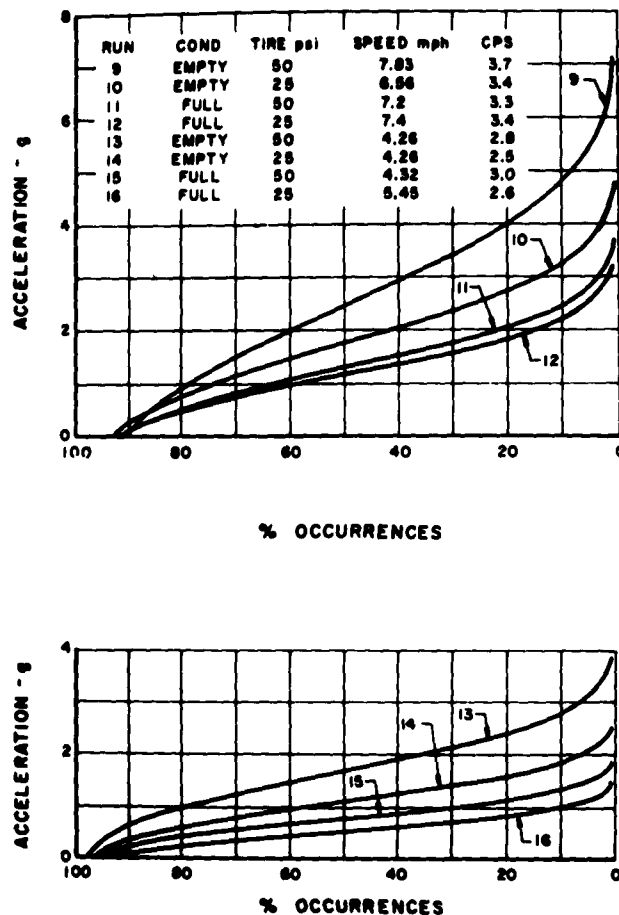 8
6
4
2
0
ACCELERATION - g
RUN COND TIRE psi SPEED mph CPS
9 EMPTY 50 7.83 3.7
10 EMPTY 25 6.56 3.4
11 FULL 50 7.2 3.3
12 FULL 25 7.4 3.4
13 EMPTY 50 4.26 2.8
14 EMPTY 25 4.26 2.5
15 FULL 50 4.32 3.0
16 FULL 25 5.45 2.6
9
10
11
12
100 80 60 40 20 0
% OCCURRENCES
4
2
0
ACCELERATION - g
13
14
15
16
100 80 60 40 20 0
% OCCURRENCES